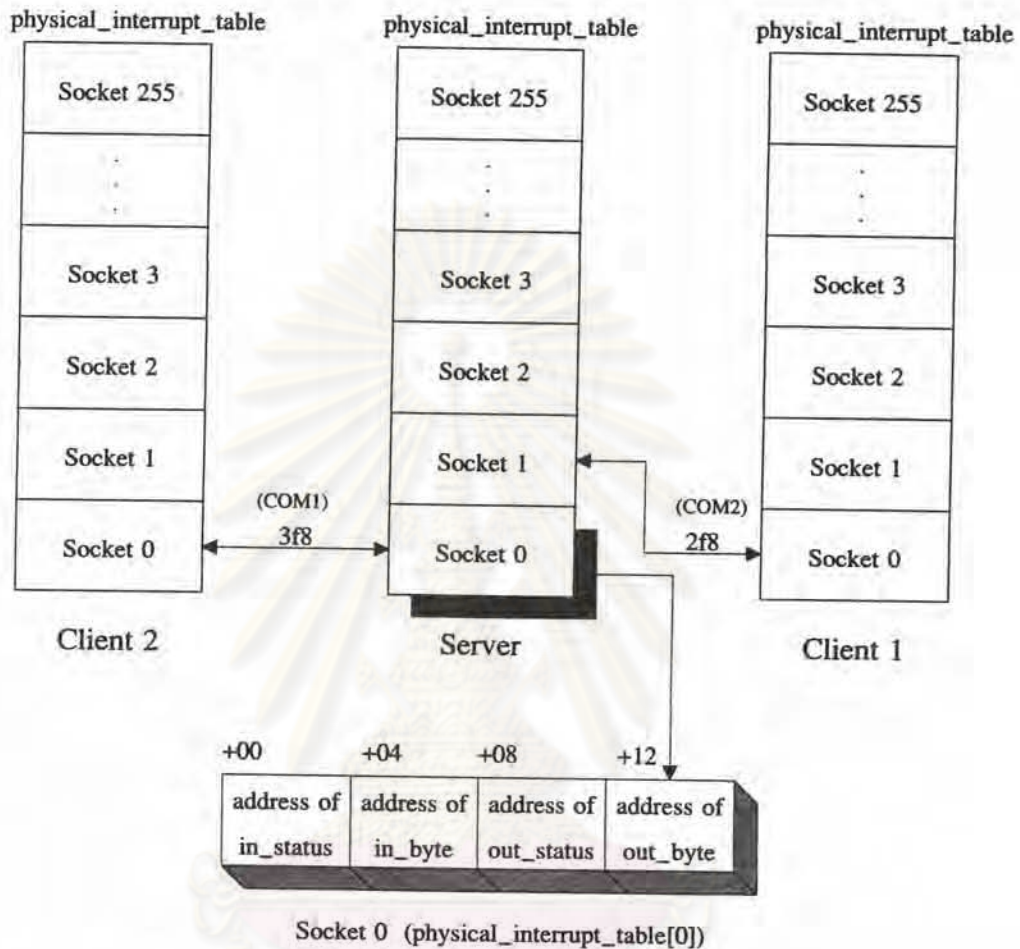 physical_interrupt_table
physical_interrupt_table
physical_interrupt_table
Socket 255
Socket 255
Socket 255
.
.
.
.
.
.
.
.
.
Socket 3
Socket 3
Socket 3
Socket 2
Socket 2
Socket 2
Socket 1
Socket 1
Socket 1
(COM1)
3f8
(COM2)
2f8
Socket 0
Socket 0
Socket 0
Client 2
Server
Client 1
+00
+04
+08
+12
address of
in_status
address of
in_byte
address of
out_status
address of
out_byte
Socket 0 (physical_interrupt_table[0])